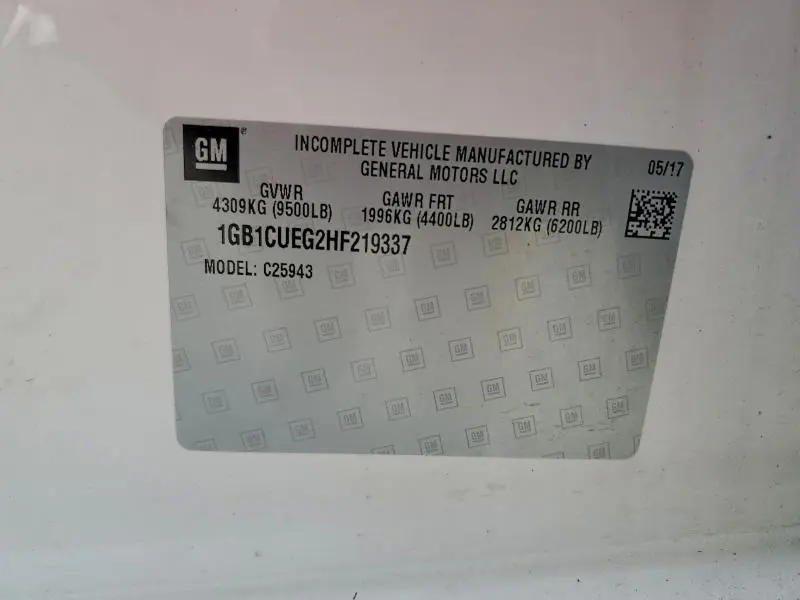 GM®
INCOMPLETE VEHICLE MANUFACTURED BY
GENERAL MOTORS LLC
05/17
GVWR
4309KG (9500LB)
GAWR FRT
1996KG (4400LB)
GAWR RR
2812KG (6200LB)
1GB1CUEG2HF219337
MODEL: C25943